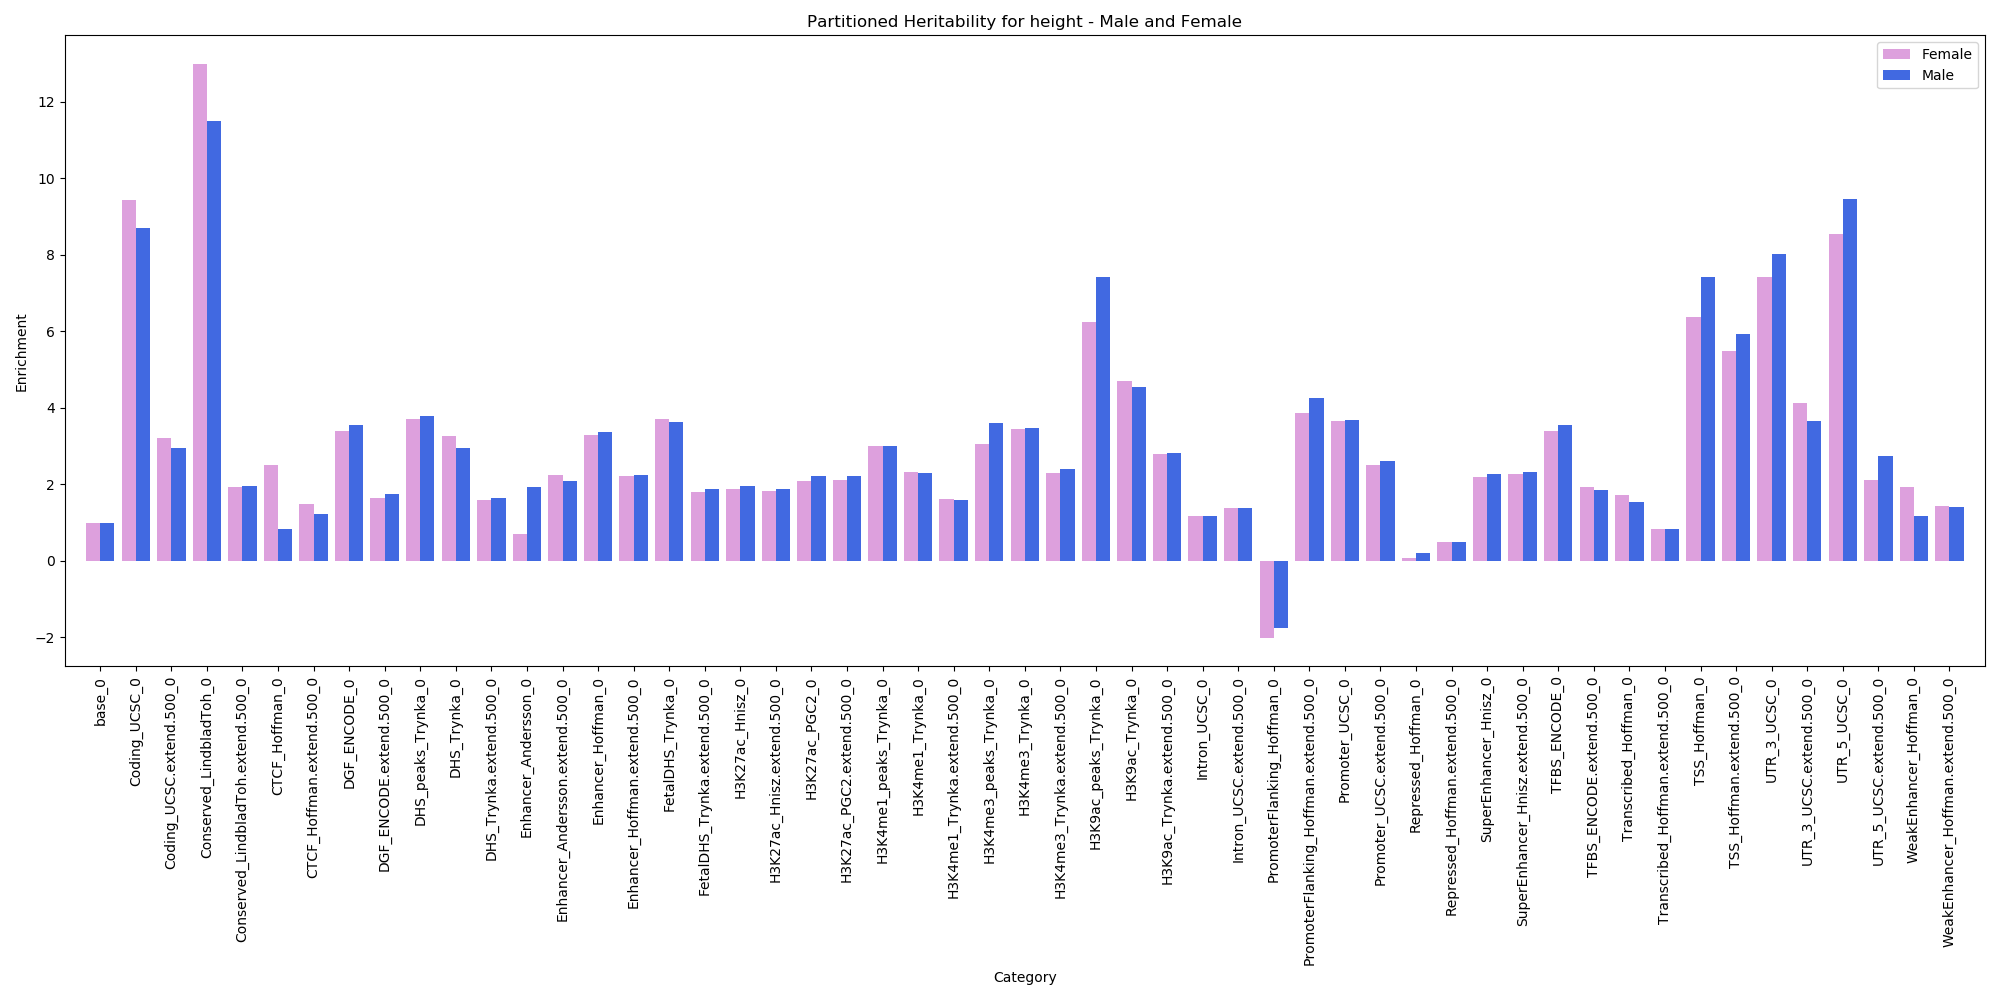 Partitioned Heritability for height - Male and Female
Female
Male
12
10
8
6
4
2
0
−2
Enrichment
base_0
Coding_UCSC_0
Coding_UCSC.extend.500_0
Conserved_LindbladToh_0
Conserved_LindbladToh.extend.500_0
CTCF_Hoffman_0
CTCF_Hoffman.extend.500_0
DGF_ENCODE_0
DGF_ENCODE.extend.500_0
DHS_peaks_Trynka_0
DHS_Trynka_0
DHS_Trynka.extend.500_0
Enhancer_Andersson_0
Enhancer_Andersson.extend.500_0
Enhancer_Hoffman_0
Enhancer_Hoffman.extend.500_0
FetalDHS_Trynka_0
FetalDHS_Trynka.extend.500_0
H3K27ac_Hnisz_0
H3K27ac_Hnisz.extend.500_0
H3K27ac_PGC2_0
H3K27ac_PGC2.extend.500_0
H3K4me1_peaks_Trynka_0
H3K4me1_Trynka_0
H3K4me1_Trynka.extend.500_0
H3K4me3_peaks_Trynka_0
H3K4me3_Trynka_0
H3K4me3_Trynka.extend.500_0
H3K9ac_peaks_Trynka_0
H3K9ac_Trynka_0
H3K9ac_Trynka.extend.500_0
Intron_UCSC_0
Intron_UCSC.extend.500_0
PromoterFlanking_Hoffman_0
PromoterFlanking_Hoffman.extend.500_0
Promoter_UCSC_0
Promoter_UCSC.extend.500_0
Repressed_Hoffman_0
Repressed_Hoffman.extend.500_0
SuperEnhancer_Hnisz_0
SuperEnhancer_Hnisz.extend.500_0
TFBS_ENCODE_0
TFBS_ENCODE.extend.500_0
Transcribed_Hoffman_0
Transcribed_Hoffman.extend.500_0
TSS_Hoffman_0
TSS_Hoffman.extend.500_0
UTR_3_UCSC_0
UTR_3_UCSC.extend.500_0
UTR_5_UCSC_0
UTR_5_UCSC.extend.500_0
WeakEnhancer_Hoffman_0
WeakEnhancer_Hoffman.extend.500_0
Category